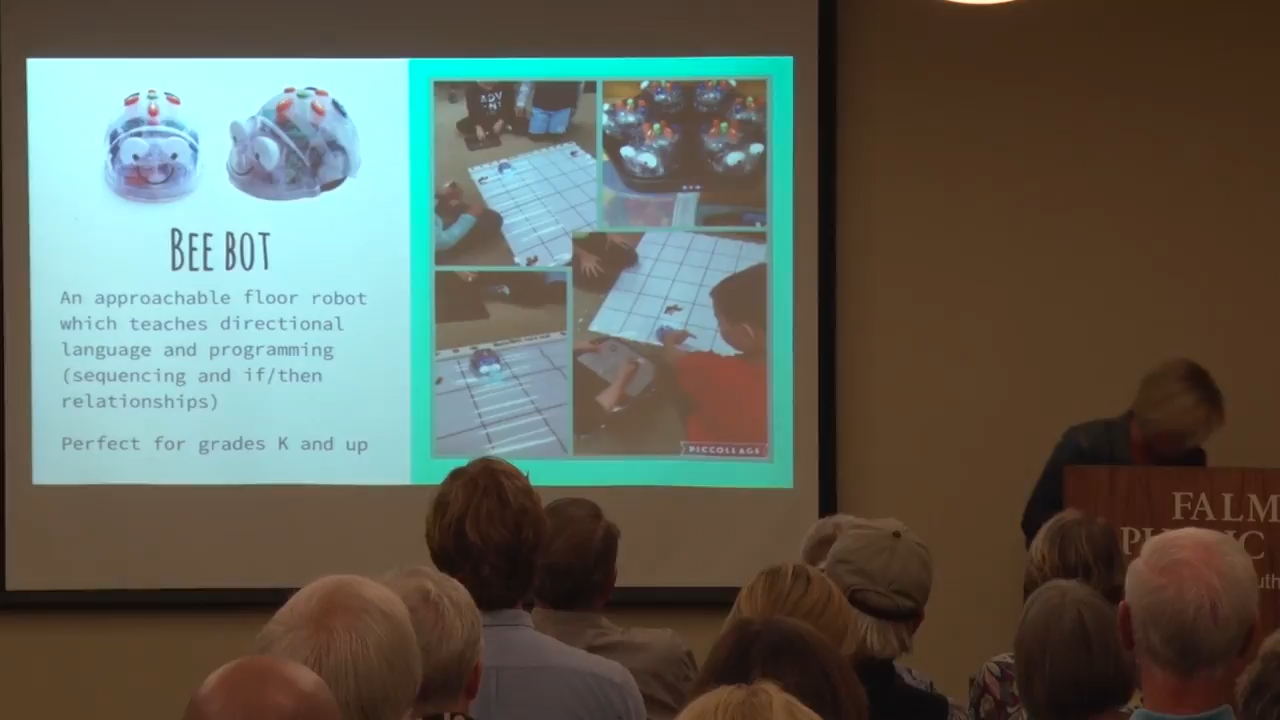 BEE BOT
An approachable floor robot
which teaches directional
language and programming
(sequencing and if/then
relationships)
Perfect for grades K and up
PICCOLLAGE
FALM